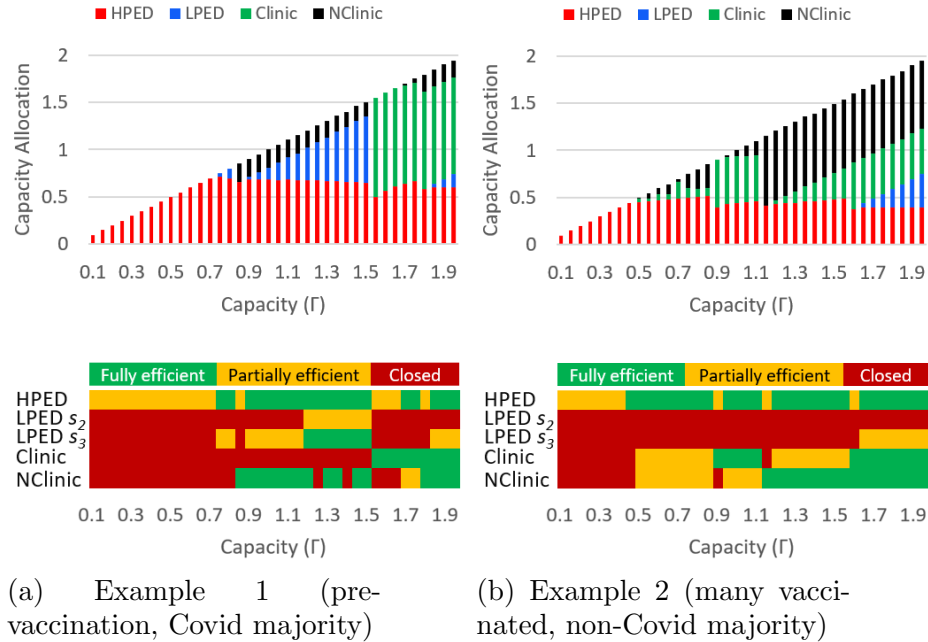 HPED LPED Clinic NClinic
Capacity Allocation
2
1.5
1
0.5
0
0.1 0.3 0.5 0.7 0.9 1.1 1.3 1.5 1.7 1.9
Capacity (Γ)
Fully efficient Partially efficient Closed
HPED
LPED s2
LPED s3
Clinic
NClinic
0.1 0.3 0.5 0.7 0.9 1.1 1.3 1.5 1.7 1.9
Capacity (Γ)
(a) Example 1 (pre-
vaccination, Covid majority)
HPED LPED Clinic NClinic
Capacity Allocation
2
1.5
1
0.5
0
0.1 0.3 0.5 0.7 0.9 1.1 1.3 1.5 1.7 1.9
Capacity (Γ)
Fully efficient Partially efficient Closed
HPED
LPED s2
LPED s3
Clinic
NClinic
0.1 0.3 0.5 0.7 0.9 1.1 1.3 1.5 1.7 1.9
Capacity (Γ)
(b) Example 2 (many vacci-
nated, non-Covid majority)